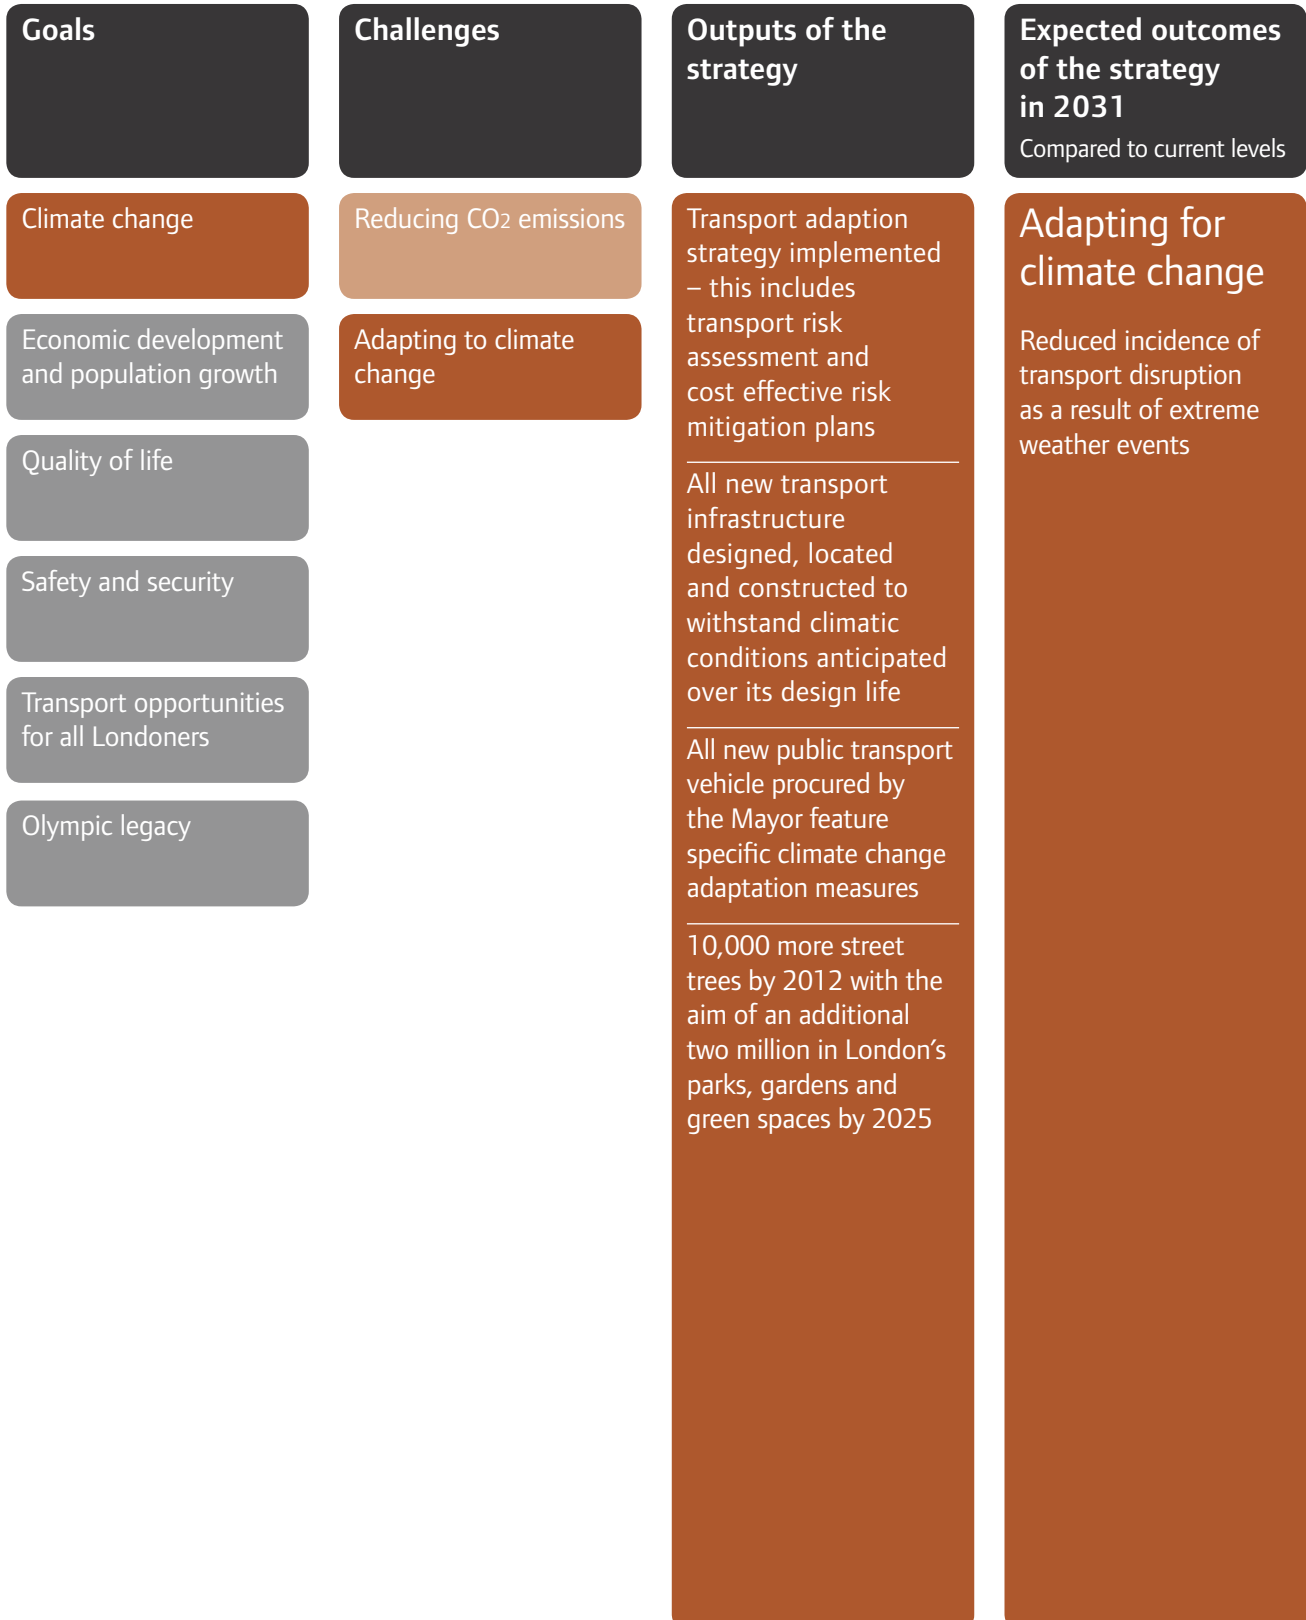 Goals
Challenges
Outputs of the
strategy
Expected outcomes
of the strategy
in 2031
Compared to current levels
Climate change
Economic development
and population growth
Quality of life
Safety and security
Transport opportunities
for all Londoners
Olympic legacy
Reducing CO2 emissions
Adapting to climate
change
Transport adaption
strategy implemented
– this includes
transport risk
assessment and
cost effective risk
mitigation plans
All new transport
infrastructure
designed, located
and constructed to
withstand climatic
conditions anticipated
over its design life
All new public transport
vehicle procured by
the Mayor feature
specific climate change
adaptation measures
10,000 more street
trees by 2012 with the
aim of an additional
two million in London’s
parks, gardens and
green spaces by 2025
Adapting for
climate change
Reduced incidence of
transport disruption
as a result of extreme
weather events